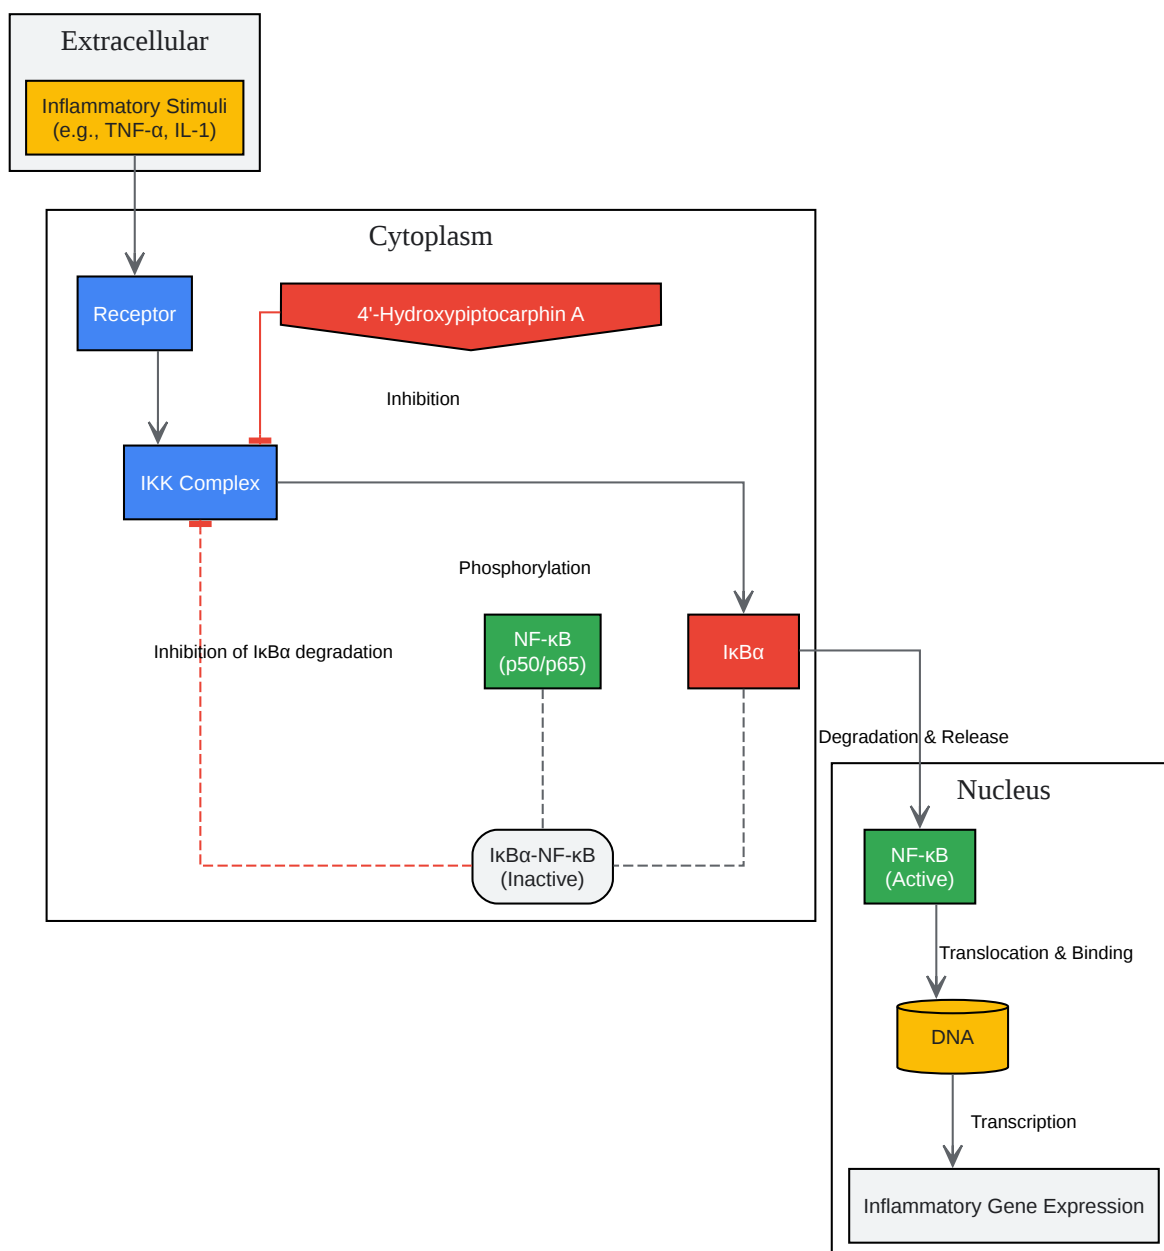 Extracellular
Inflammatory Stimuli
(e.g., TNF-α, IL-1)
Cytoplasm
Receptor
4'-Hydroxypiptocarphin A
Inhibition
IKK Complex
Phosphorylation
Inhibition of IκBα degradation
NF-κB
(p50/p65)
IκBα
Degradation & Release
Nucleus
IκBα-NF-κB
(Inactive)
NF-κB
(Active)
Translocation & Binding
DNA
Transcription
Inflammatory Gene Expression